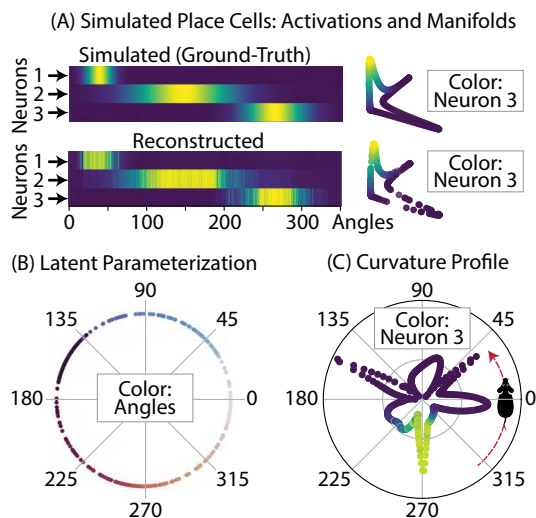 (A) Simulated Place Cells: Activations and Manifolds
Simulated (Ground-Truth)
Neurons
1
2
3
Color:
Neuron 3
Reconstructed
Neurons
1
2
3
Color:
Neuron 3
0 100 200 300 Angles
(B) Latent Parameterization
90
135 45
180 0
225 315
270
Color:
Angles
(C) Curvature Profile
90
135 45
180 0
225 315
270
Color:
Neuron 3